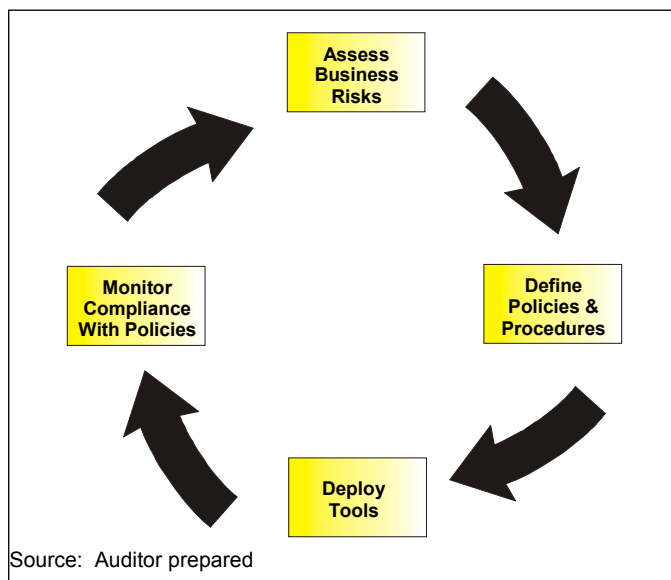 Assess
Business
Risks
Define
Policies &
Procedures
Deploy
Tools
Monitor
Compliance
With Policies
Source: Auditor prepared